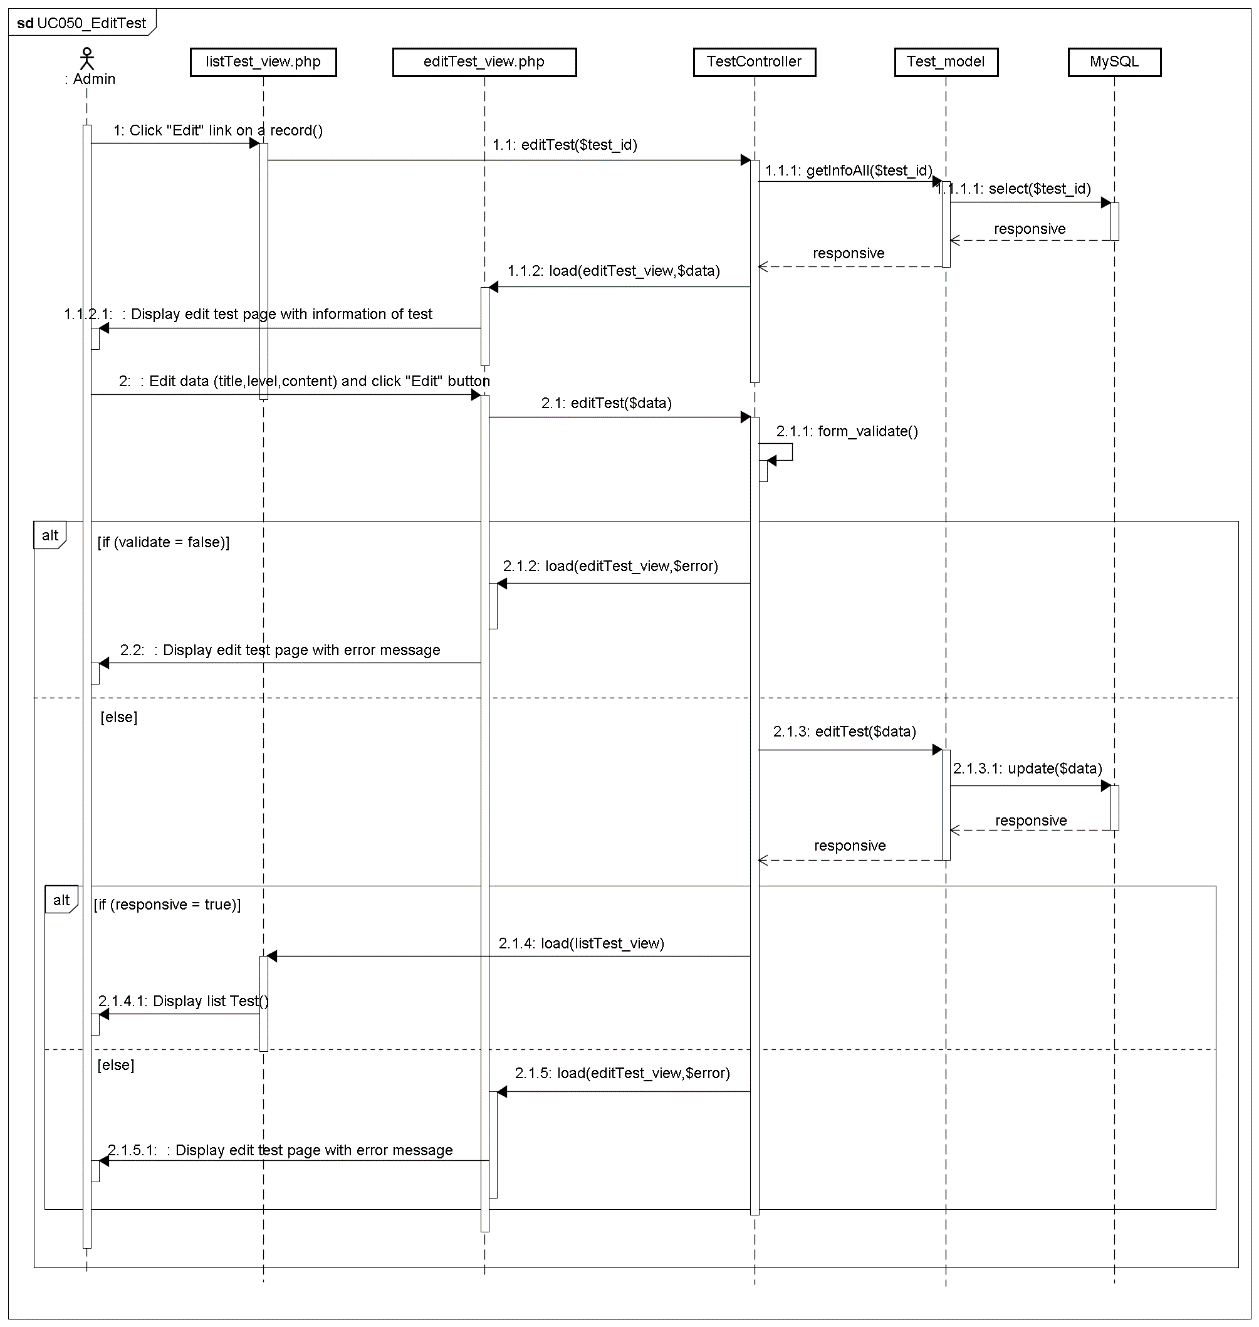 sd UC050_EditTest
: Admin
listTest_view.php
editTest_view.php
TestController
Test_model
MySQL
1: Click "Edit" link on a record()
1.1: editTest($test_id)
1.1.1: getInfoAll($test_id)
1.1.1.1: select($test_id)
responsive
responsive
1.1.2: load(editTest_view,$data)
1.1.2.1:  : Display edit test page with information of test
2:  : Edit data (title,level,content) and click "Edit" button
2.1: editTest($data)
2.1.1: form_validate()
alt
[if (validate = false)]
2.1.2: load(editTest_view,$error)
2.2:  : Display edit test page with error message
[else]
2.1.3: editTest($data)
2.1.3.1: update($data)
responsive
responsive
alt
[if (responsive = true)]
2.1.4: load(listTest_view)
2.1.4.1: Display list Test()
[else]
2.1.5: load(editTest_view,$error)
2.1.5.1:  : Display edit test page with error message